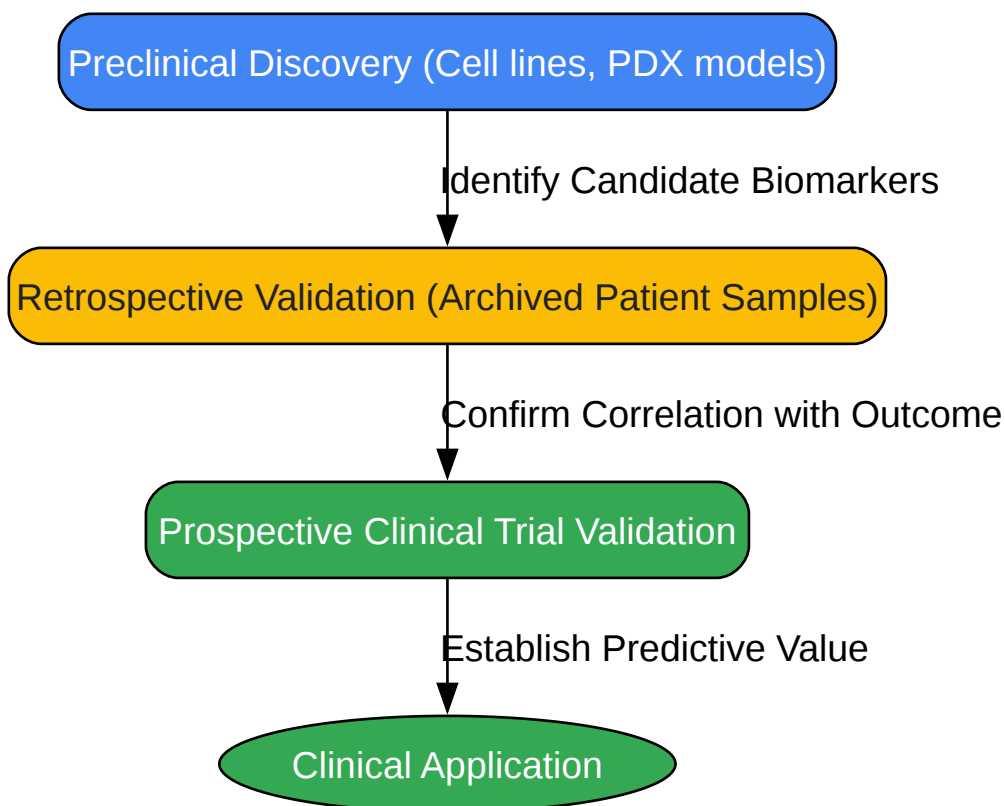 Preclinical Discovery (Cell lines, PDX models)
Identify Candidate Biomarkers
Retrospective Validation (Archived Patient Samples)
Confirm Correlation with Outcome
Prospective Clinical Trial Validation
Establish Predictive Value
Clinical Application